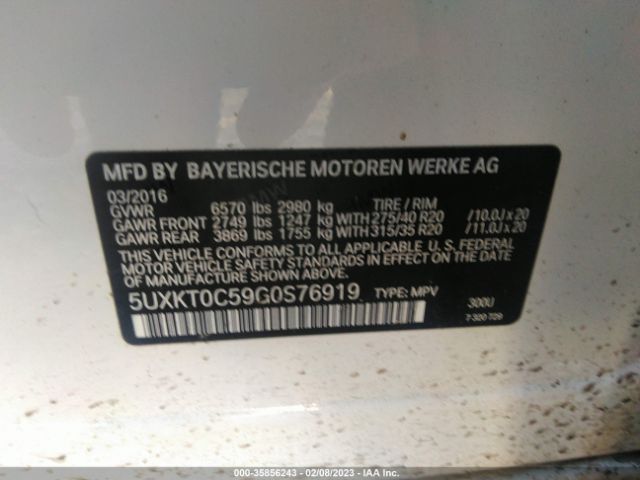 MFD BY BAYERISCHE MOTOREN WERKE AG
03/2016
GVWR 6570 lbs 2980 kg TIRE / RIM
GAWR FRONT 2749 lbs 1247 kg WITH 275/40 R20 /10.0J x 20
GAWR REAR 3869 lbs 1755 kg WITH 315/35 R20 /11.0J x 20
THIS VEHICLE CONFORMS TO ALL APPLICABLE U.S. FEDERAL
MOTOR VEHICLE SAFETY STANDARDS IN EFFECT ON THE DATE OF
MANUFACTURE SHOWN ABOVE.
5UXKT0C59G0S76919 TYPE: MPV 300U
7 320 729
000-35856243 - 02/08/2023 - IAA Inc.